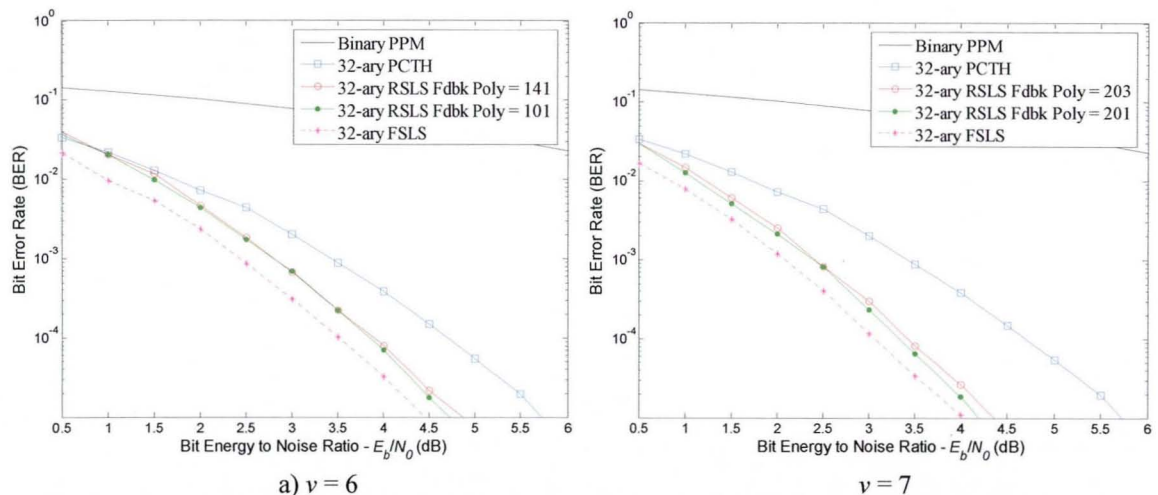 10^0
10^-1
10^-2
10^-3
10^-4
Bit Error Rate (BER)
Binary PPM
32-ary PCTH
32-ary RSLS Fdbk Poly = 141
32-ary RSLS Fdbk Poly = 101
32-ary FSLS
0.5 1 1.5 2 2.5 3 3.5 4 4.5 5 5.5 6
Bit Energy to Noise Ratio - E_b/N_0 (dB)
a) v = 6
10^0
10^-1
10^-2
10^-3
10^-4
Bit Error Rate (BER)
Binary PPM
32-ary PCTH
32-ary RSLS Fdbk Poly = 203
32-ary RSLS Fdbk Poly = 201
32-ary FSLS
0.5 1 1.5 2 2.5 3 3.5 4 4.5 5 5.5 6
Bit Energy to Noise Ratio - E_b/N_0 (dB)
v = 7